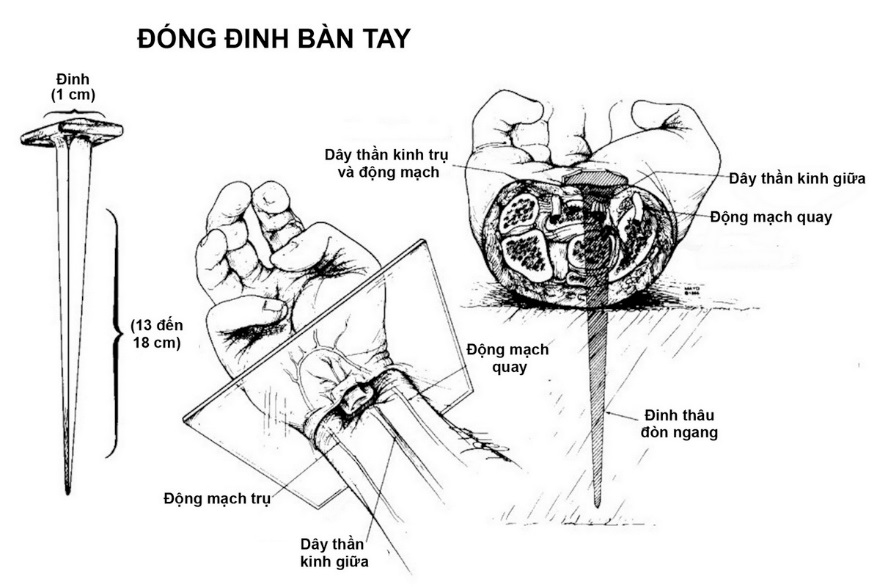 ĐÓNG ĐINH BÀN TAY
Đinh
(1 cm)
(13 đến
18 cm)
Dây thần kinh trụ
và động mạch
Dây thần kinh giữa
Động mạch quay
Động mạch
quay
Đinh thâu
đòn ngang
Động mạch trụ
Dây thần
kinh giữa